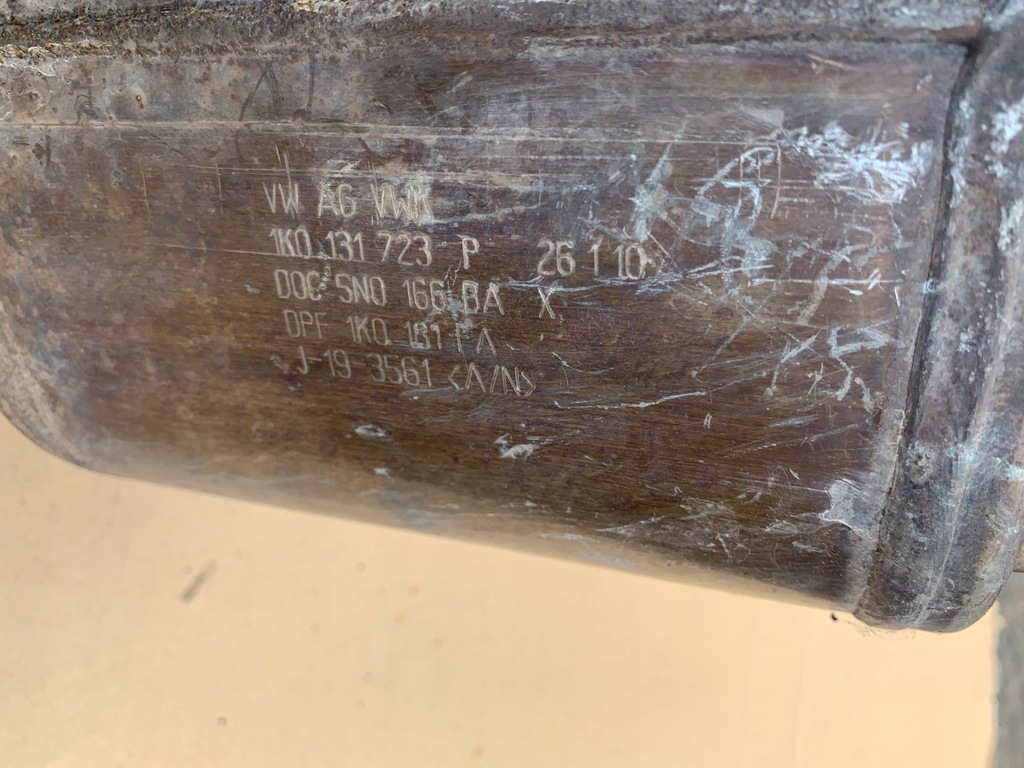 VW AG VWK
1K0 131 723 P 26 1 10
DOC 5N0 166 BA X
DPF 1K0 181 FA
J-19 3561 <A/N>